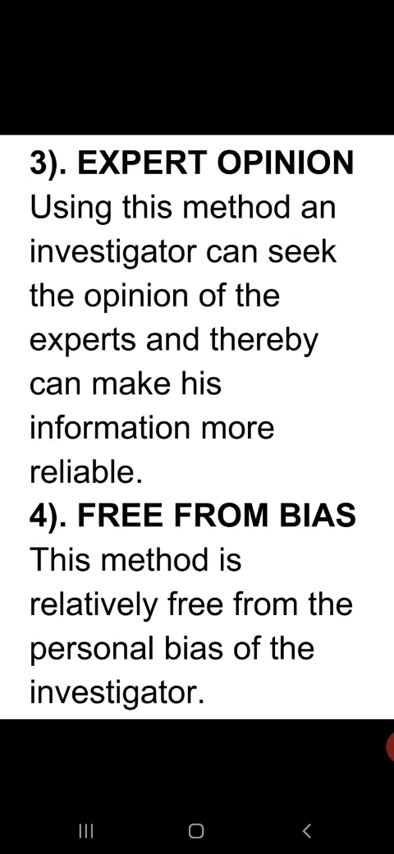 3). EXPERT OPINION
Using this method an
investigator can seek
the opinion of the
experts and thereby
can make his
information more
reliable.
4). FREE FROM BIAS
This method is
relatively free from the
personal bias of the
investigator.